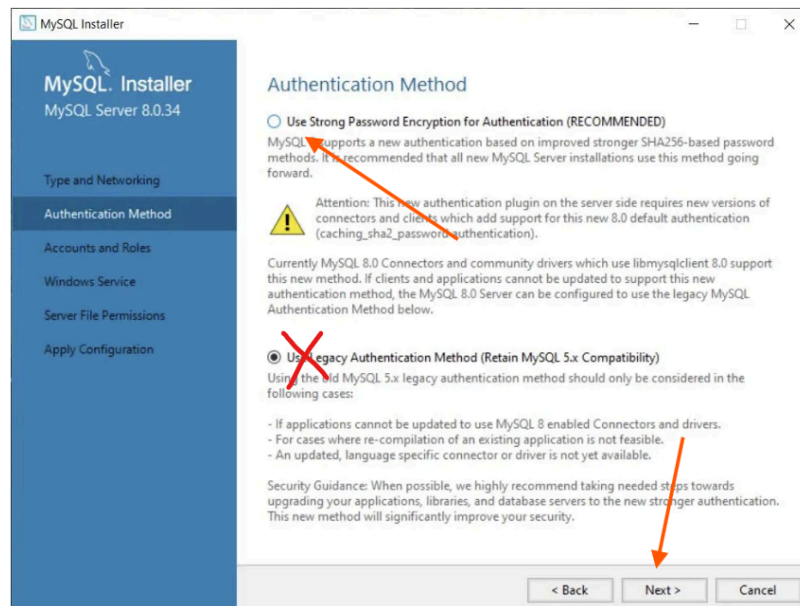 MySQL Installer
MySQL. Installer
MySQL Server 8.0.34
Type and Networking
Authentication Method
Accounts and Roles
Windows Service
Server File Permissions
Apply Configuration
Authentication Method
Use Strong Password Encryption for Authentication (RECOMMENDED)
MySQL supports a new authentication based on improved stronger SHA256-based password
methods. It is recommended that all new MySQL Server installations use this method going
forward.
Attention: This new authentication plugin on the server side requires new versions of
connectors and clients which add support for this new 8.0 default authentication
(caching_sha2_password authentication).
Currently MySQL 8.0 Connectors and community drivers which use libmysqlclient 8.0 support
this new method. If clients and applications cannot be updated to support this new
authentication method, the MySQL 8.0 Server can be configured to use the legacy MySQL
Authentication Method below.
Use Legacy Authentication Method (Retain MySQL 5.x Compatibility)
Using the old MySQL 5.x legacy authentication method should only be considered in the
following cases:
- If applications cannot be updated to use MySQL 8 enabled Connectors and drivers.
- For cases where re-compilation of an existing application is not feasible.
- An updated, language specific connector or driver is not yet available.
Security Guidance: When possible, we highly recommend taking needed steps towards
upgrading your applications, libraries, and database servers to the new stronger authentication.
This new method will significantly improve your security.
< Back
Next >
Cancel